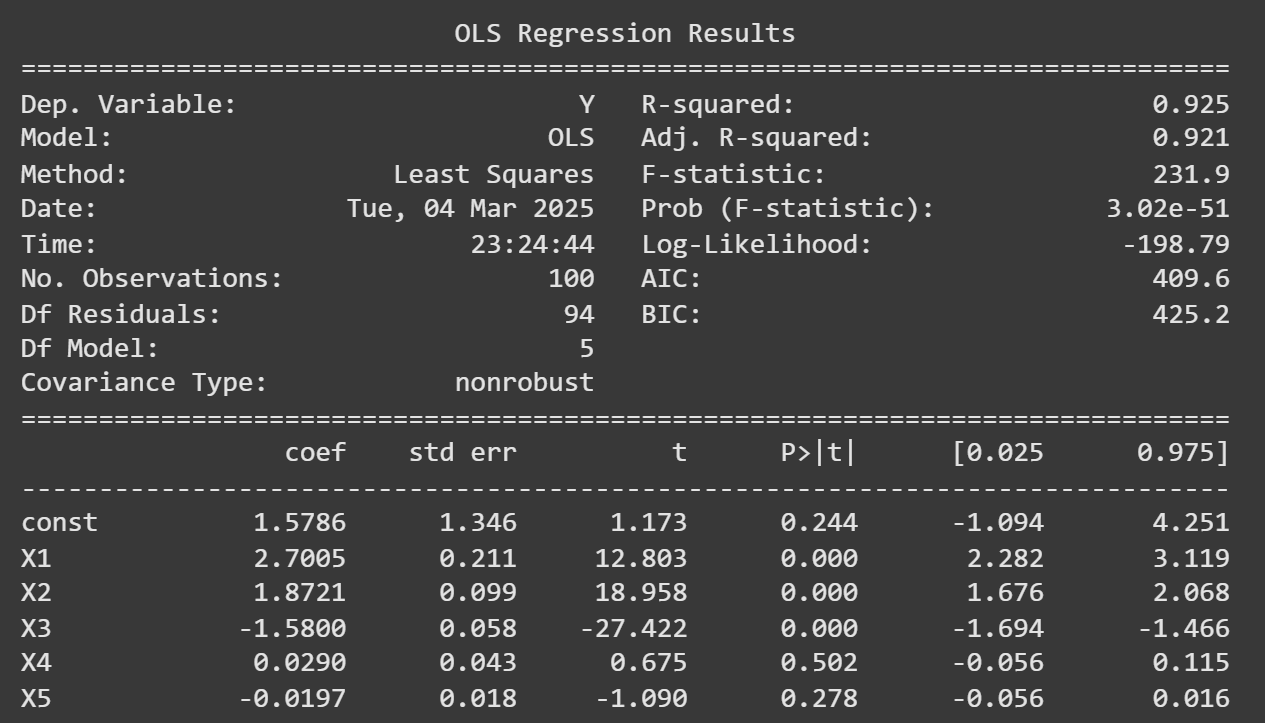 OLS Regression Results
==============================================================================
Dep. Variable:                      Y   R-squared:                       0.925
Model:                            OLS   Adj. R-squared:                  0.921
Method:                 Least Squares   F-statistic:                     231.9
Date:                Tue, 04 Mar 2025   Prob (F-statistic):           3.02e-51
Time:                        23:24:44   Log-Likelihood:                -198.79
No. Observations:                 100   AIC:                             409.6
Df Residuals:                      94   BIC:                             425.2
Df Model:                           5
Covariance Type:            nonrobust
==============================================================================
                 coef    std err          t      P>|t|      [0.025      0.975]
------------------------------------------------------------------------------
const          1.5786      1.346      1.173      0.244      -1.094       4.251
X1             2.7005      0.211     12.803      0.000       2.282       3.119
X2             1.8721      0.099     18.958      0.000       1.676       2.068
X3            -1.5800      0.058    -27.422      0.000      -1.694      -1.466
X4             0.0290      0.043      0.675      0.502      -0.056       0.115
X5            -0.0197      0.018     -1.090      0.278      -0.056       0.016